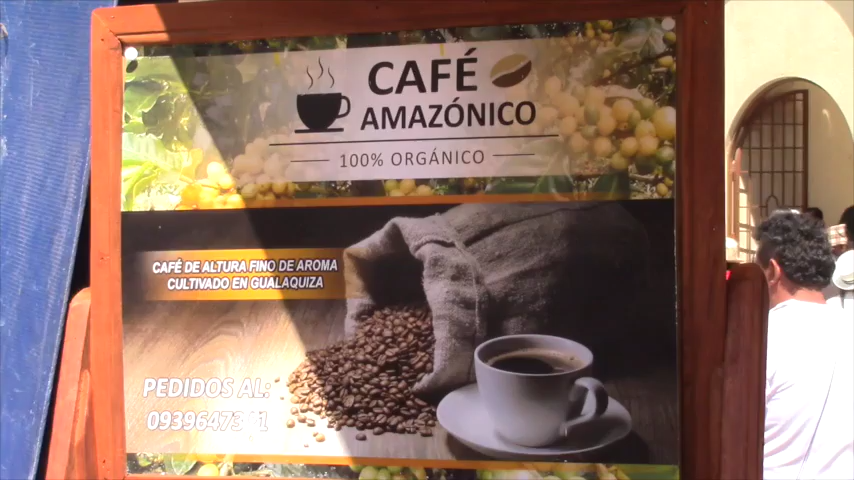 CAFÉ
AMAZÓNICO
100% ORGÁNICO
CAFÉ DE ALTURA FINO DE AROMA
CULTIVADO EN GUALAQUIZA
PEDIDOS AL: